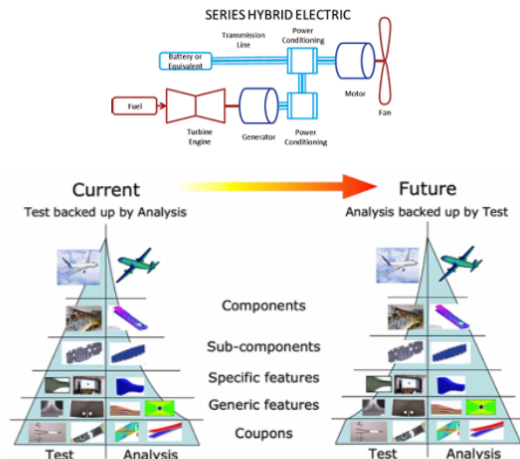 SERIES HYBRID ELECTRIC
Transmission
Line
Power
Conditioning
Battery or
Equivalent
Motor
Fan
Fuel
Turbine
Engine
Generator
Power
Conditioning
Current
Future
Test backed up by Analysis
Analysis backed up by Test
Components
Sub-components
Specific features
Generic features
Coupons
Test
Analysis
Test
Analysis